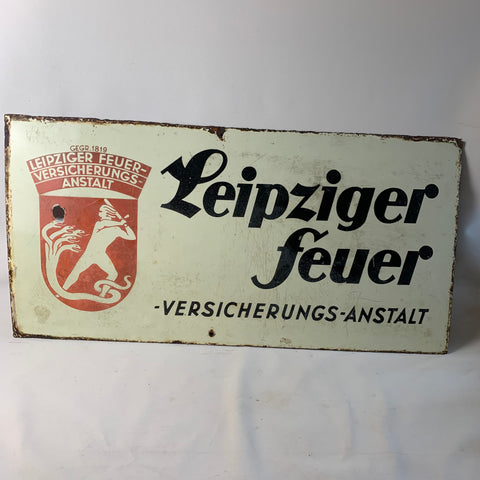 GEGR. 1819
LEIPZIGER FEUER-
VERSICHERUNGS-
ANSTALT
Leipziger
feuer
-VERSICHERUNGS-ANSTALT